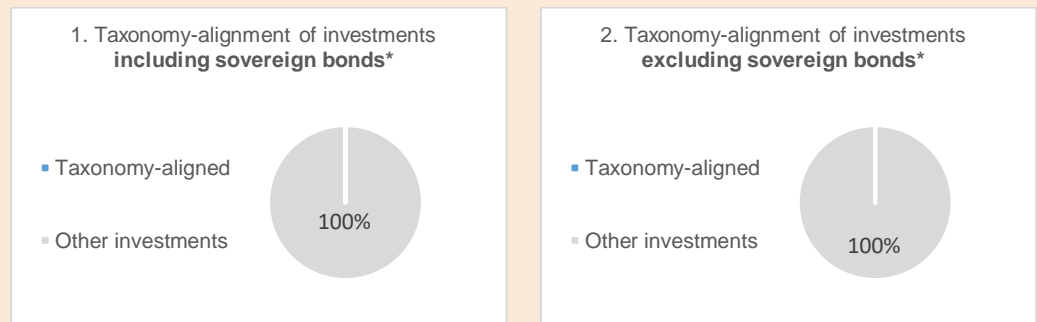 1. Taxonomy-alignment of investments
including sovereign bonds*
Taxonomy-aligned
Other investments
100%
2. Taxonomy-alignment of investments
excluding sovereign bonds*
Taxonomy-aligned
Other investments
100%